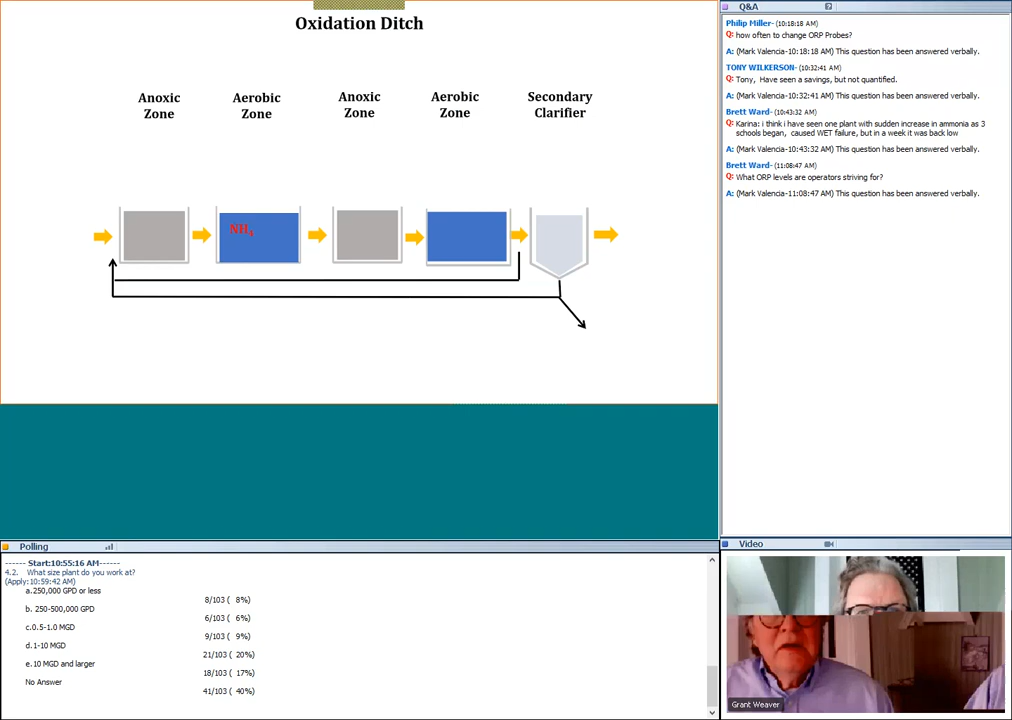 Oxidation Ditch
Anoxic
Zone
Aerobic
Zone
Anoxic
Zone
Aerobic
Zone
Secondary
Clarifier
NH₄
Q&A
Philip Miller- (10:18:18 AM)
Q: how often to change ORP Probes?
A: (Mark Valencia-10:18:18 AM) This question has been answered verbally.
TONY WILKERSON- (10:32:41 AM)
Q: Tony, Have seen a savings, but not quantified.
A: (Mark Valencia-10:32:41 AM) This question has been answered verbally.
Brett Ward- (10:43:32 AM)
Q: Karina: i think i have seen one plant with sudden increase in ammonia as 3
schools began, caused WET failure, but in a week it was back low
A: (Mark Valencia-10:43:32 AM) This question has been answered verbally.
Brett Ward- (11:08:47 AM)
Q: What ORP levels are operators striving for?
A: (Mark Valencia-11:08:47 AM) This question has been answered verbally.
Polling
------ Start:10:55:16 AM------
4.2. What size plant do you work at?
(Apply:10:59:42 AM)
a.250,000 GPD or less
8/103 ( 8%)
b. 250-500,000 GPD
6/103 ( 6%)
c.0.5-1.0 MGD
9/103 ( 9%)
d.1-10 MGD
21/103 ( 20%)
e.10 MGD and larger
18/103 ( 17%)
No Answer
41/103 ( 40%)
Video
Grant Weaver